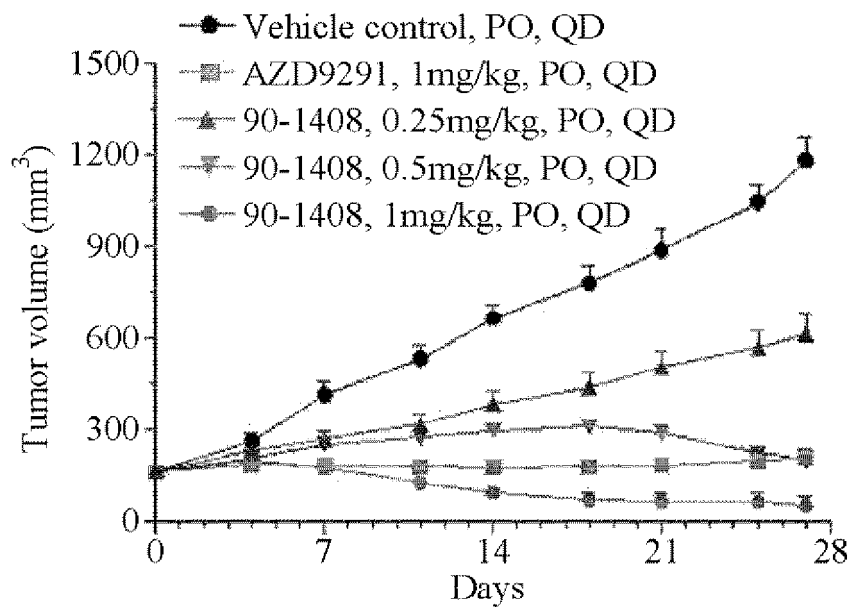 Vehicle control, PO, QD
AZD9291, 1mg/kg, PO, QD
90-1408, 0.25mg/kg, PO, QD
90-1408, 0.5mg/kg, PO, QD
90-1408, 1mg/kg, PO, QD
Tumor volume (mm³)
1500
1200
900
600
300
0
0 7 14 21 28
Days